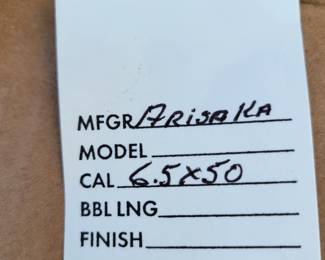 MFGR Arisaka
MODEL
CAL 6.5x50
BBL LNG
FINISH